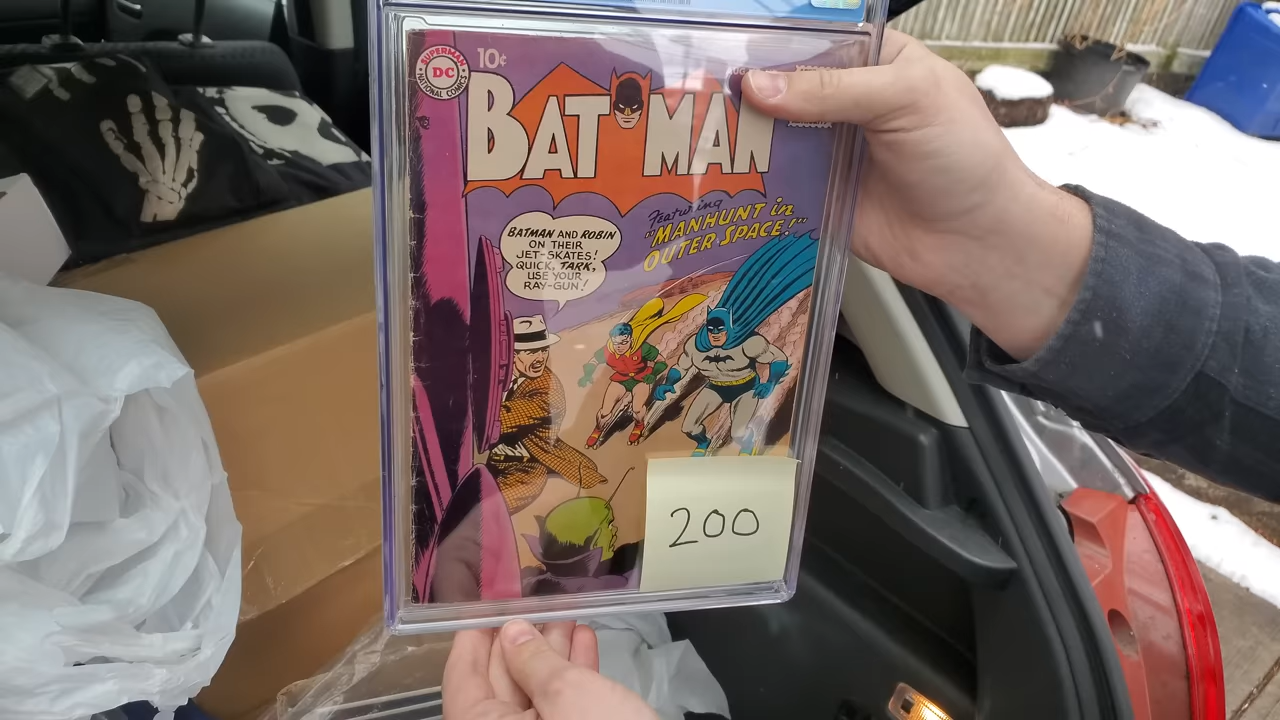 SUPERMAN
DC
NATIONAL COMICS
10¢
BATMAN
Featuring
"MANHUNT in
OUTER SPACE!"
BATMAN AND ROBIN
ON THEIR
JET-SKATES!
QUICK, TARK,
USE YOUR
RAY-GUN!
200